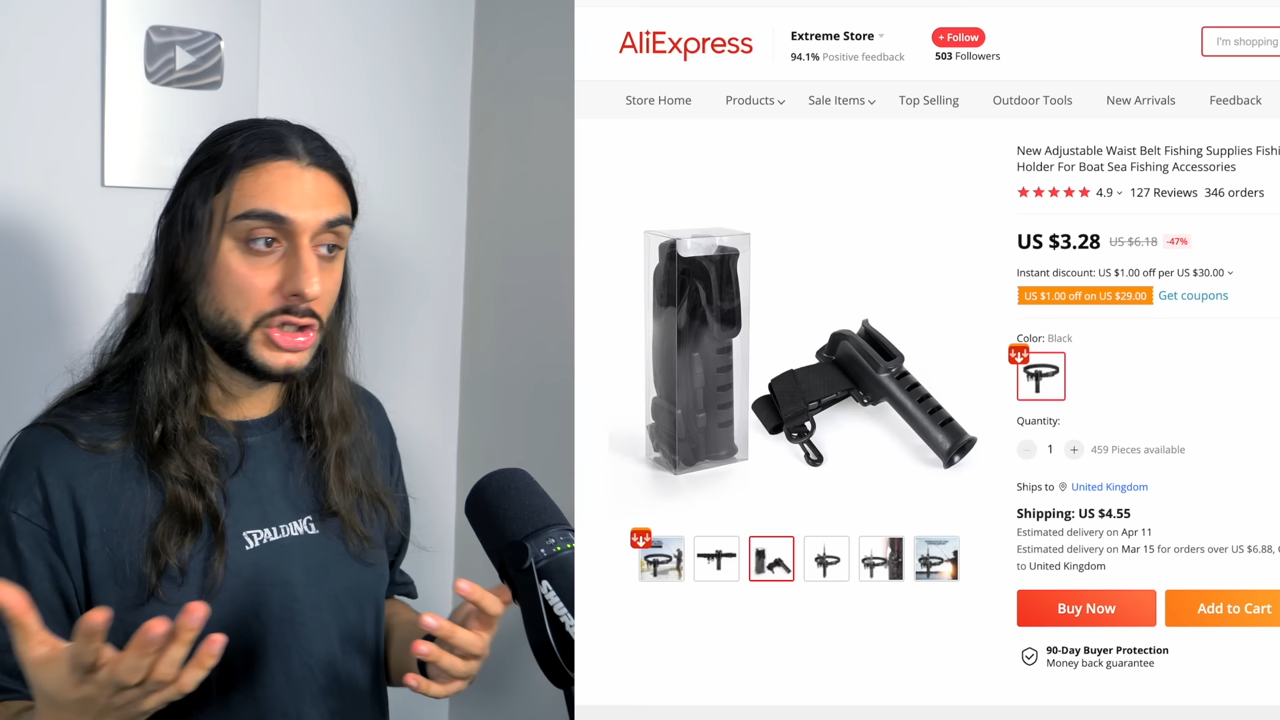 SPALDING
SHURE
AliExpress
Extreme Store
94.1% Positive feedback
+ Follow
503 Followers
I'm shopping
Store Home Products Sale Items Top Selling Outdoor Tools New Arrivals Feedback
New Adjustable Waist Belt Fishing Supplies Fishi
Holder For Boat Sea Fishing Accessories
4.9 127 Reviews 346 orders
US $3.28 US $6.18 -47%
Instant discount: US $1.00 off per US $30.00
US $1.00 off on US $29.00 Get coupons
Color: Black
Quantity:
1 + 459 Pieces available
Ships to United Kingdom
Shipping: US $4.55
Estimated delivery on Apr 11
Estimated delivery on Mar 15 for orders over US $6.88,
to United Kingdom
Buy Now Add to Cart
90-Day Buyer Protection
Money back guarantee